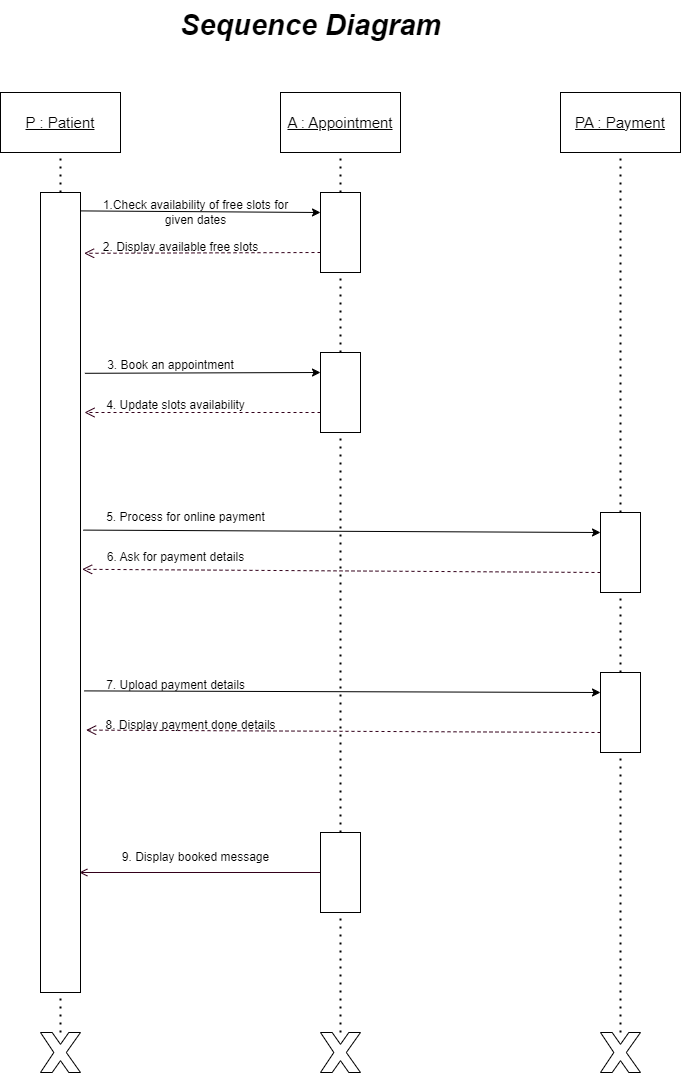 Sequence Diagram
P : Patient
A : Appointment
PA : Payment
1.Check availability of free slots for
given dates
2. Display available free slots
3. Book an appointment
4. Update slots availability
5. Process for online payment
6. Ask for payment details
7. Upload payment details
8. Display payment done details
9. Display booked message
X
X
X